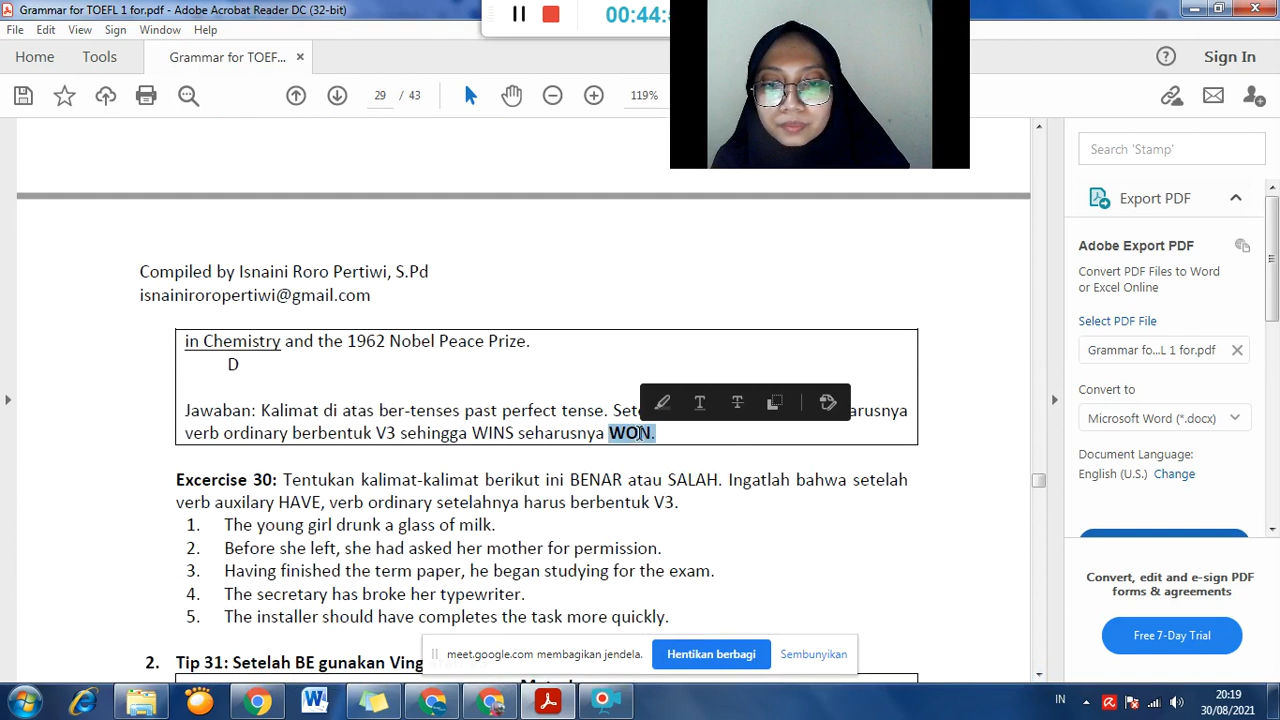 Grammar for TOEFL 1 for.pdf - Adobe Acrobat Reader DC (32-bit)
00:44:
File Edit View Sign Window Help
Home Tools Grammar for TOEF... × Sign In
29 / 43 119%
Search 'Stamp'
Export PDF
Adobe Export PDF
Convert PDF Files to Word
or Excel Online
Select PDF File
Grammar fo...L 1 for.pdf
Convert to
Microsoft Word (*.docx)
Document Language:
English (U.S.) Change
Convert, edit and e-sign PDF
forms & agreements
Free 7-Day Trial
Compiled by Isnaini Roro Pertiwi, S.Pd
isnainiroropertiwi@gmail.com
in Chemistry and the 1962 Nobel Peace Prize.
D
Jawaban: Kalimat di atas ber-tenses past perfect tense. Sete arusnya
verb ordinary berbentuk V3 sehingga WINS seharusnya WON.
Excercise 30: Tentukan kalimat-kalimat berikut ini BENAR atau SALAH. Ingatlah bahwa setelah
verb auxilary HAVE, verb ordinary setelahnya harus berbentuk V3.
1. The young girl drunk a glass of milk.
2. Before she left, she had asked her mother for permission.
3. Having finished the term paper, he began studying for the exam.
4. The secretary has broke her typewriter.
5. The installer should have completes the task more quickly.
meet.google.com membagikan jendela. Hentikan berbagi Sembunyikan
2. Tip 31: Setelah BE gunakan Ving
IN 20:19
30/08/2021